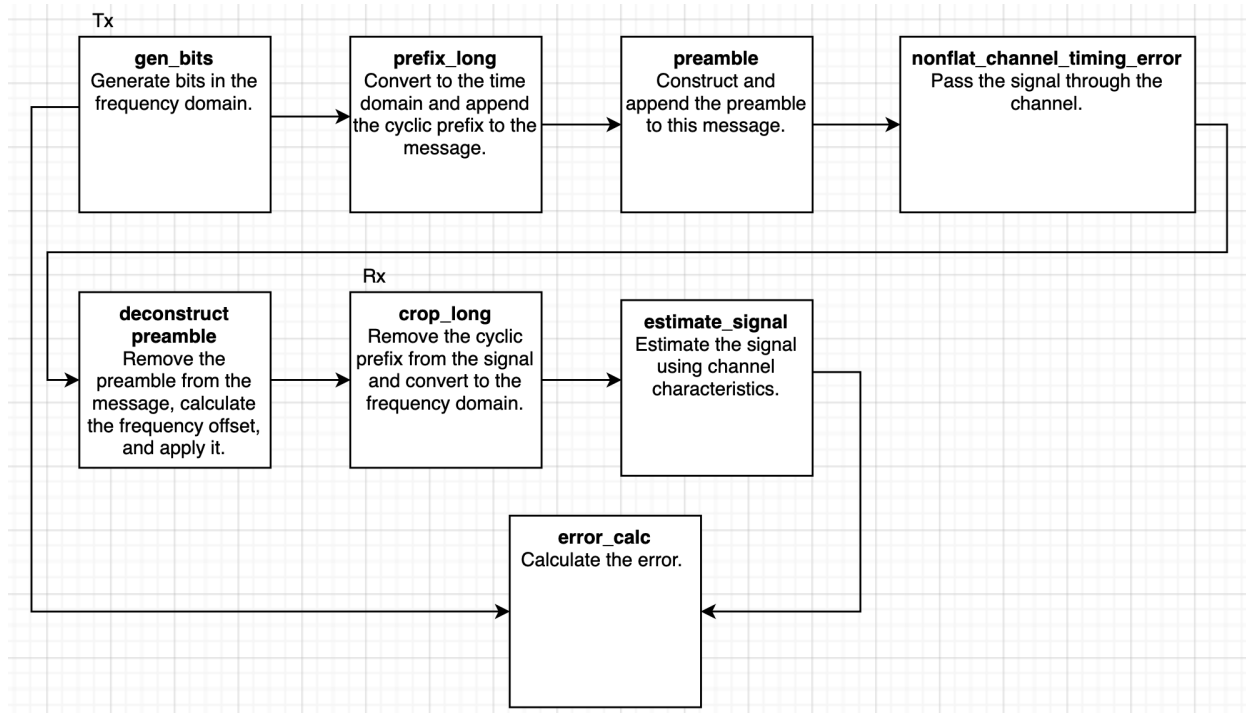 Tx
gen_bits
Generate bits in the
frequency domain.
prefix_long
Convert to the time
domain and append
the cyclic prefix to the
message.
preamble
Construct and
append the preamble
to this message.
nonflat_channel_timing_error
Pass the signal through the
channel.
deconstruct
preamble
Remove the
preamble from the
message, calculate
the frequency offset,
and apply it.
Rx
crop_long
Remove the cyclic
prefix from the signal
and convert to the
frequency domain.
estimate_signal
Estimate the signal
using channel
characteristics.
error_calc
Calculate the error.